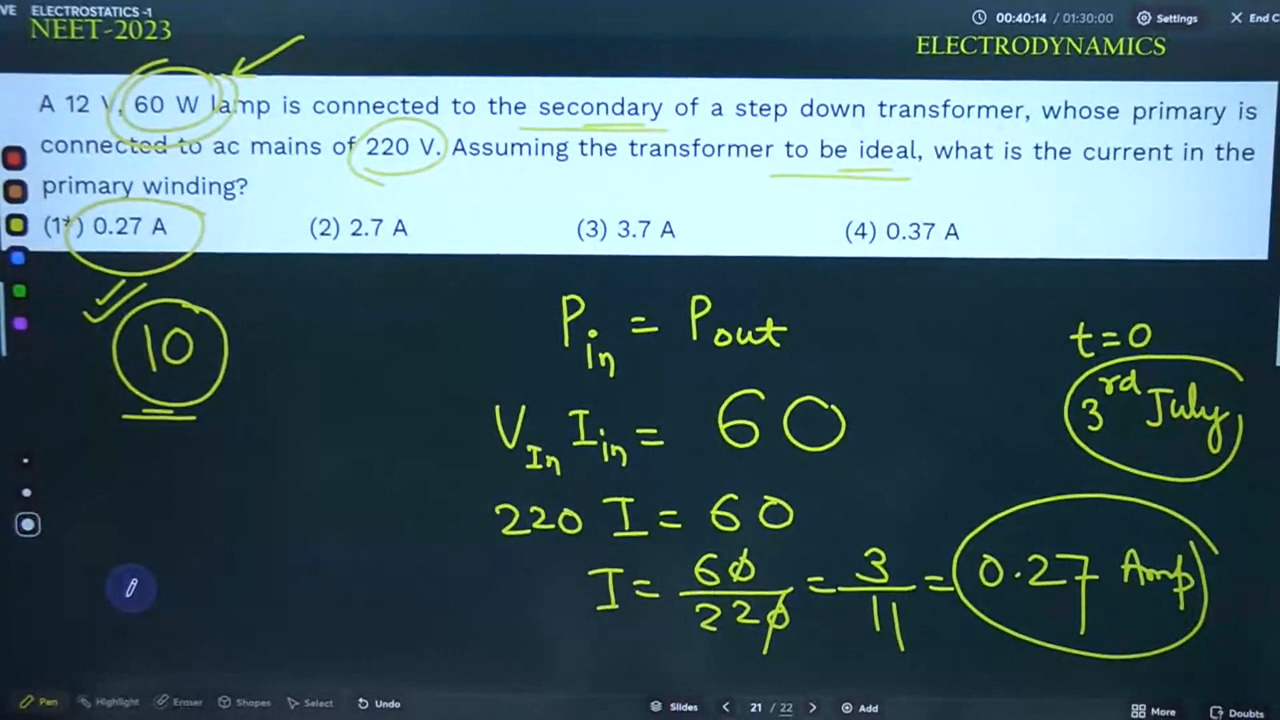 VE ELECTROSTATICS -1
NEET-2023
00:40:14 / 01:30:00 Settings X End C
ELECTRODYNAMICS
A 12 V, 60 W lamp is connected to the secondary of a step down transformer, whose primary is
connected to ac mains of 220 V. Assuming the transformer to be ideal, what is the current in the
primary winding?
(1*) 0.27 A (2) 2.7 A (3) 3.7 A (4) 0.37 A
10
P_in = P_out
V_In I_in = 60
220 I = 60
I = 60/220 = 3/11 = 0.27 Amp
t=0
3rd July
Pen Highlight Eraser Shapes Select Undo Slides < 21 / 22 > Add More Doubts